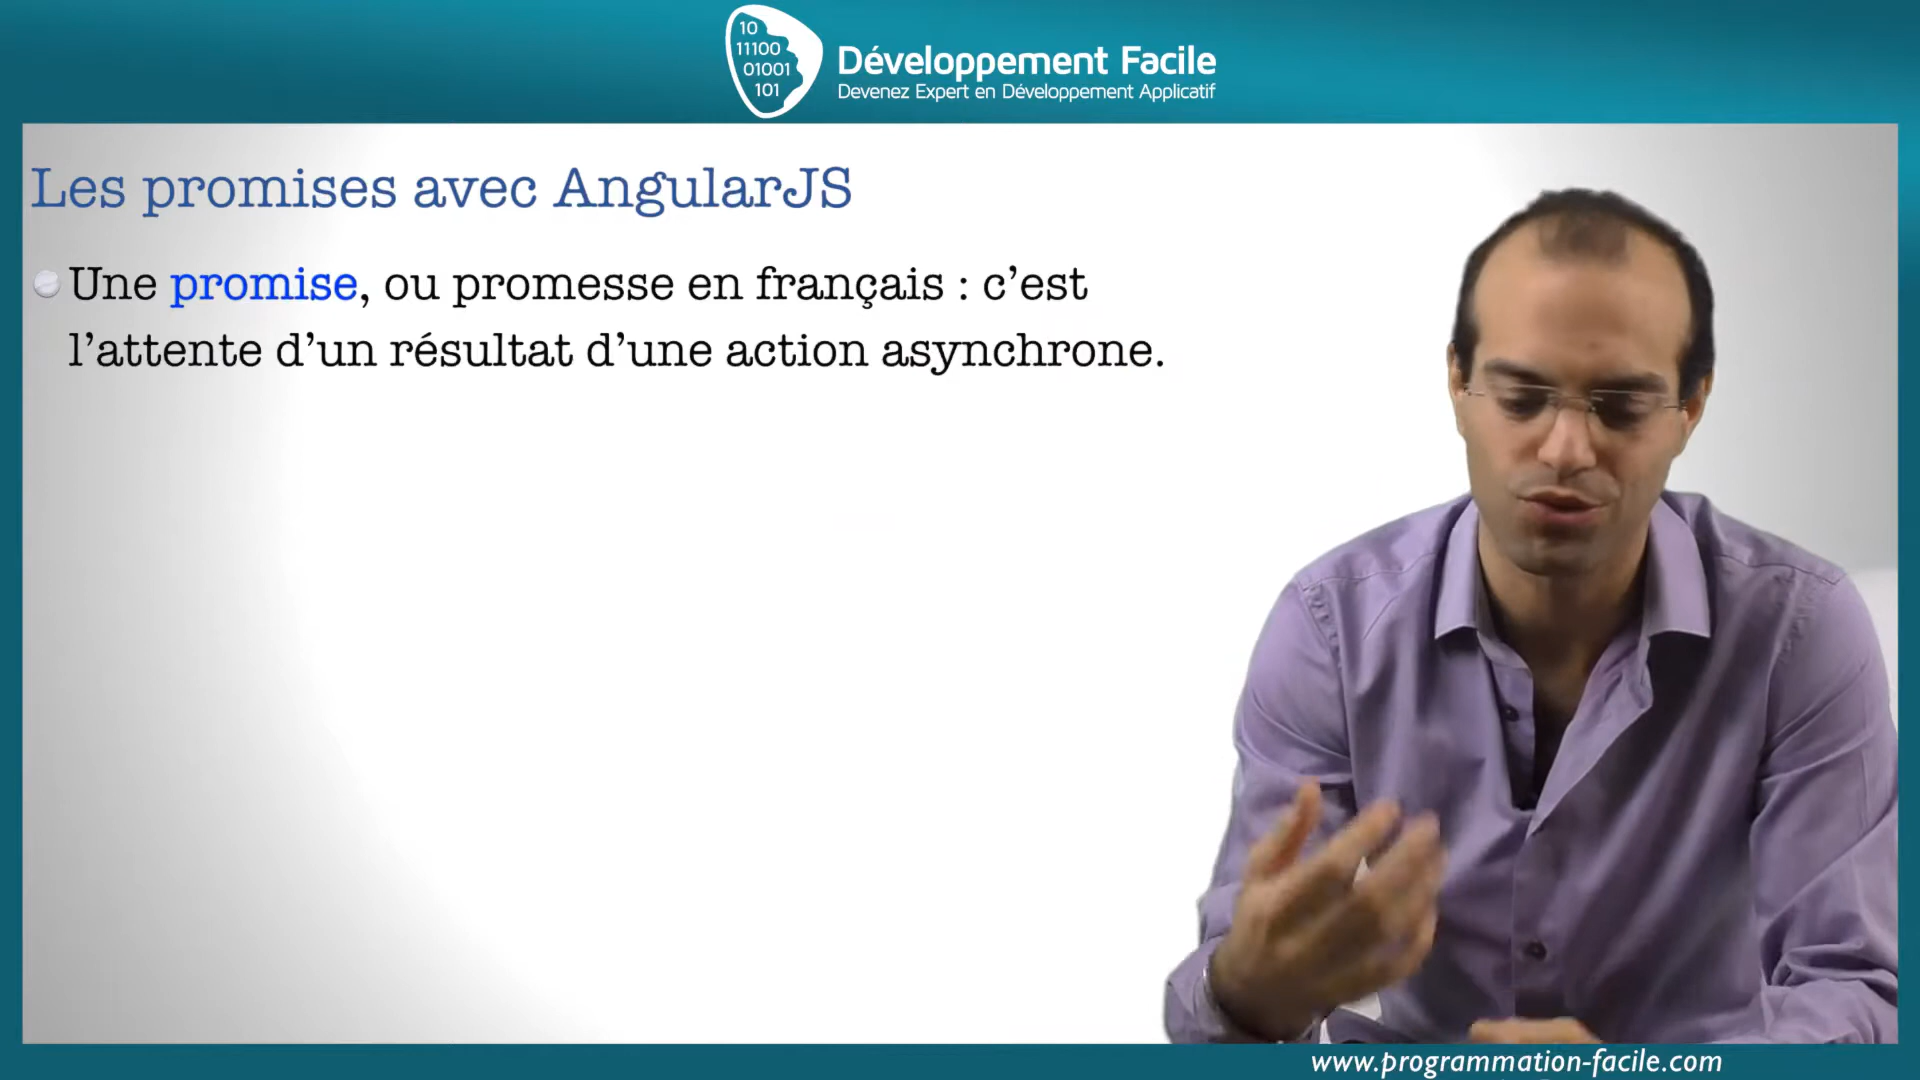 10
11100
01001
101
Développement Facile
Devenez Expert en Développement Applicatif
Les promises avec AngularJS
Une promise, ou promesse en français : c’est
l’attente d’un résultat d’une action asynchrone.
www.programmation-facile.com